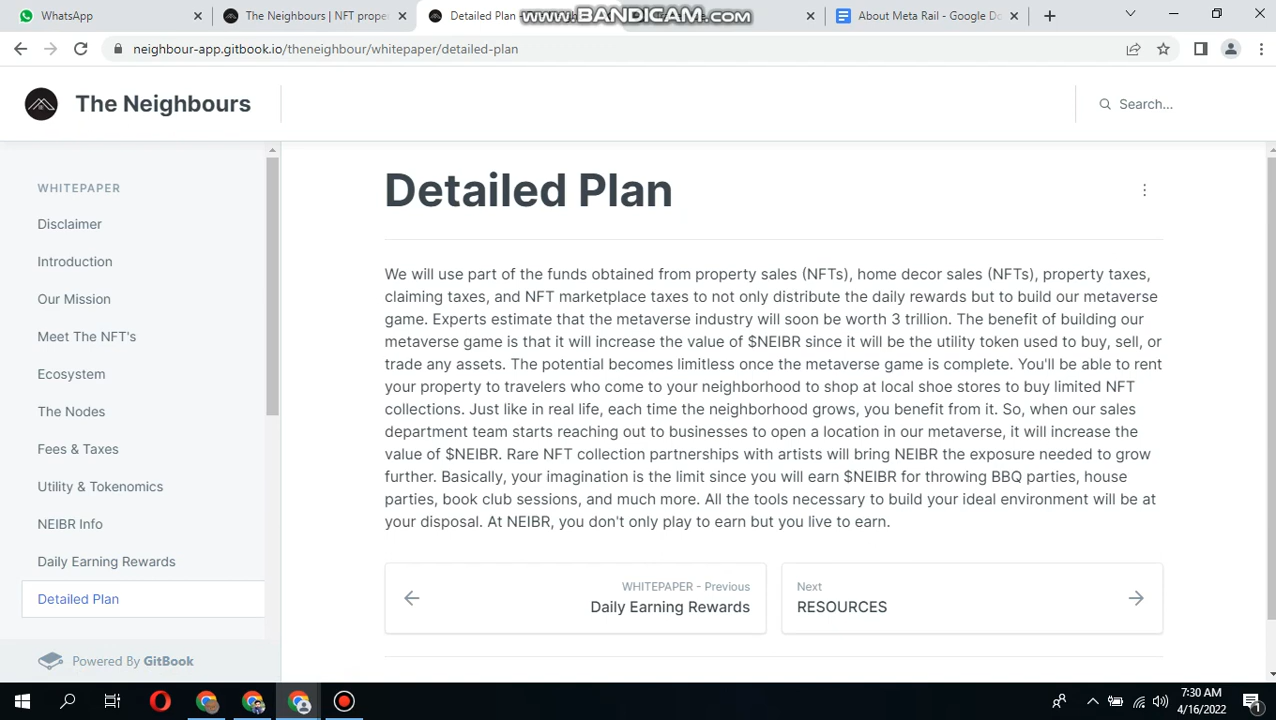 WhatsApp
The Neighbours | NFT prope
Detailed Plan -
www.BANDICAM.com
About Meta Rail - Google Do
neighbour-app.gitbook.io/theneighbour/whitepaper/detailed-plan
The Neighbours
Search...
WHITEPAPER
Disclaimer
Introduction
Our Mission
Meet The NFT's
Ecosystem
The Nodes
Fees & Taxes
Utility & Tokenomics
NEIBR Info
Daily Earning Rewards
Detailed Plan
Powered By GitBook
Detailed Plan
We will use part of the funds obtained from property sales (NFTs), home decor sales (NFTs), property taxes,
claiming taxes, and NFT marketplace taxes to not only distribute the daily rewards but to build our metaverse
game. Experts estimate that the metaverse industry will soon be worth 3 trillion. The benefit of building our
metaverse game is that it will increase the value of $NEIBR since it will be the utility token used to buy, sell, or
trade any assets. The potential becomes limitless once the metaverse game is complete. You'll be able to rent
your property to travelers who come to your neighborhood to shop at local shoe stores to buy limited NFT
collections. Just like in real life, each time the neighborhood grows, you benefit from it. So, when our sales
department team starts reaching out to businesses to open a location in our metaverse, it will increase the
value of $NEIBR. Rare NFT collection partnerships with artists will bring NEIBR the exposure needed to grow
further. Basically, your imagination is the limit since you will earn $NEIBR for throwing BBQ parties, house
parties, book club sessions, and much more. All the tools necessary to build your ideal environment will be at
your disposal. At NEIBR, you don't only play to earn but you live to earn.
WHITEPAPER - Previous
Daily Earning Rewards
Next
RESOURCES
7:30 AM
4/16/2022
1